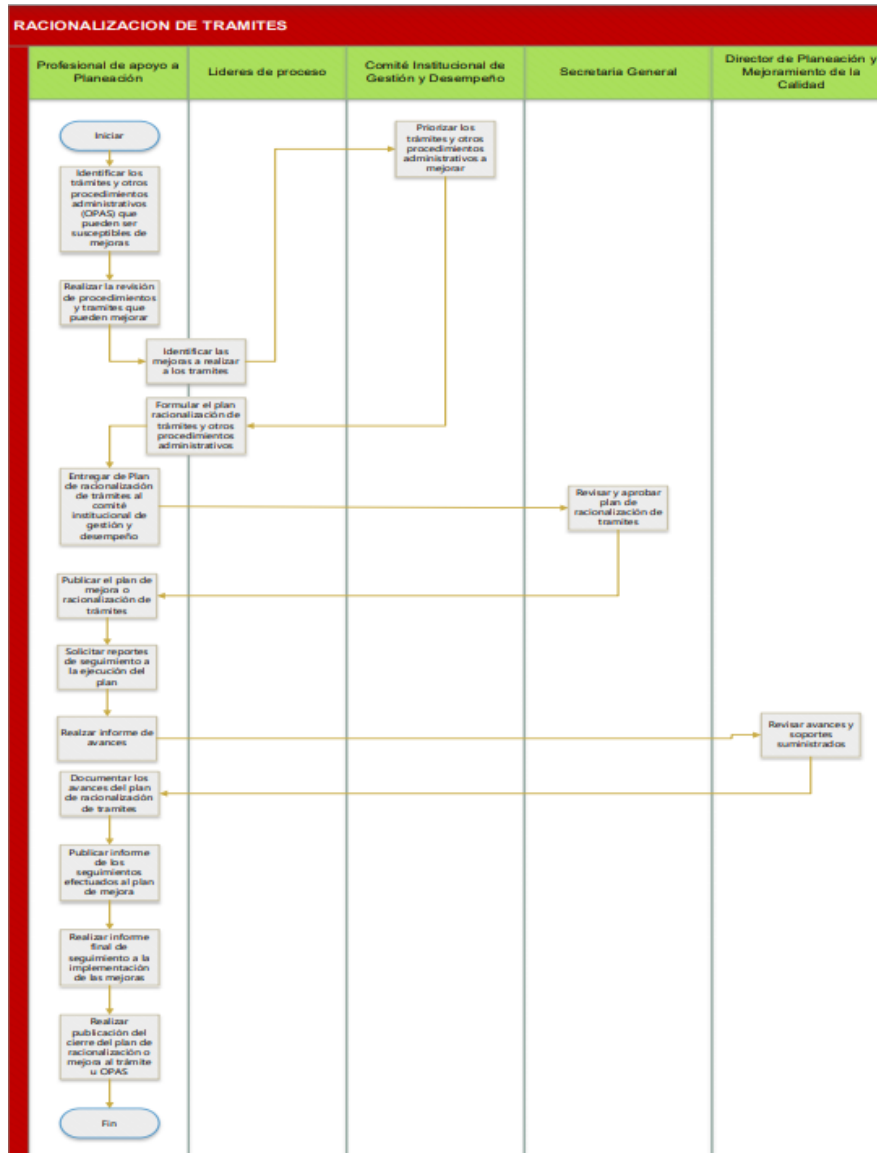 RACIONALIZACION DE TRAMITES
Profesional de apoyo a
Planeación
Lideres de proceso
Comité Institucional de
Gestión y Desempeño
Secretaria General
Director de Planeación y
Mejoramiento de la
Calidad
Iniciar
Identificar los
trámites y otros
procedimientos
administrativos
(OPAS) que
pueden ser
susceptibles de
mejoras
Realizar la revisión
de procedimientos
y tramites que
pueden mejorar
Identificar las
mejoras a realizar
a los tramites
Priorizar los
trámites y otros
procedimientos
administrativos a
mejorar
Formular el plan
racionalización de
trámites y otros
procedimientos
administrativos
Entregar de Plan
de racionalización
de trámites al
comité
institucional de
gestión y
desempeño
Revisar y aprobar
plan de
racionalización de
tramites
Publicar el plan de
mejora o
racionalización de
trámites
Solicitar reportes
de seguimiento a
la ejecución del
plan
Realzar informe de
avances
Revisar avances y
soportes
suministrados
Documentar los
avances del plan
de racionalización
de tramites
Publicar informe
de los
seguimientos
efectuados al plan
de mejora
Realizar informe
final de
seguimiento a la
implementación
de las mejoras
Realizar
publicación del
cierre del plan de
racionalización o
mejora al trámite
u OPAS
Fin